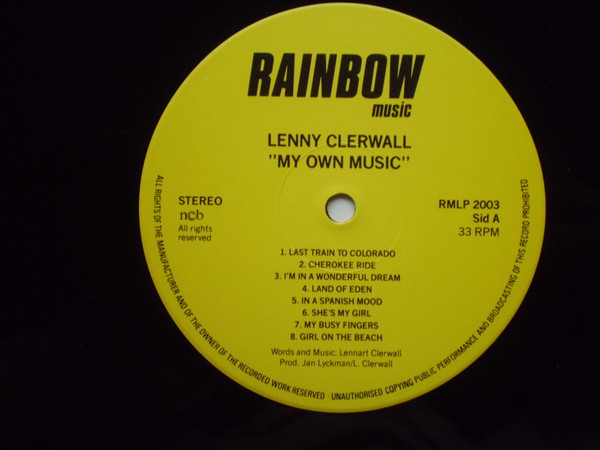 RAINBOW
music
LENNY CLERWALL
"MY OWN MUSIC"
STEREO
ncb
All rights
reserved
RMLP 2003
Sid A
33 RPM
1. LAST TRAIN TO COLORADO
2. CHEROKEE RIDE
3. I'M IN A WONDERFUL DREAM
4. LAND OF EDEN
5. IN A SPANISH MOOD
6. SHE'S MY GIRL
7. MY BUSY FINGERS
8. GIRL ON THE BEACH
Words and Music: Lennart Clerwall
Prod. Jan Lyckman/L. Clerwall
ALL RIGHTS OF THE MANUFACTURER AND OF THE OWNER OF THE RECORDED WORK RESERVED · UNAUTHORISED COPYING PUBLIC PERFORMANCE AND BROADCASTING OF THIS RECORD PROHIBITED